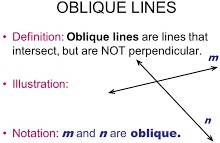 OBLIQUE LINES
• Definition: Oblique lines are lines that
intersect, but are NOT perpendicular.
m
• Illustration:
n
• Notation: m and n are oblique.